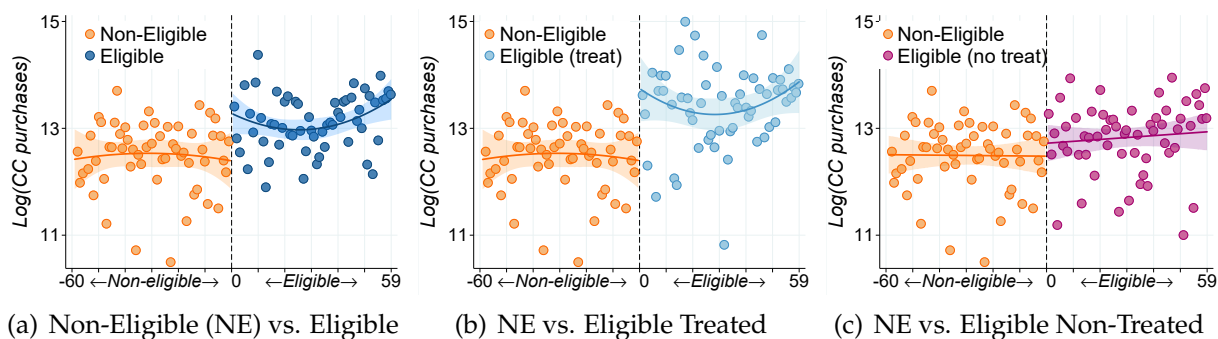 15
13
11
Log(CC purchases)
Non-Eligible
Eligible
-60 ←Non-eligible→ 0 ←Eligible→ 59
(a) Non-Eligible (NE) vs. Eligible
15
13
11
Log(CC purchases)
Non-Eligible
Eligible (treat)
-60 ←Non-eligible→ 0 ←Eligible→ 59
(b) NE vs. Eligible Treated
15
13
11
Log(CC purchases)
Non-Eligible
Eligible (no treat)
-60 ←Non-eligible→ 0 ←Eligible→ 59
(c) NE vs. Eligible Non-Treated